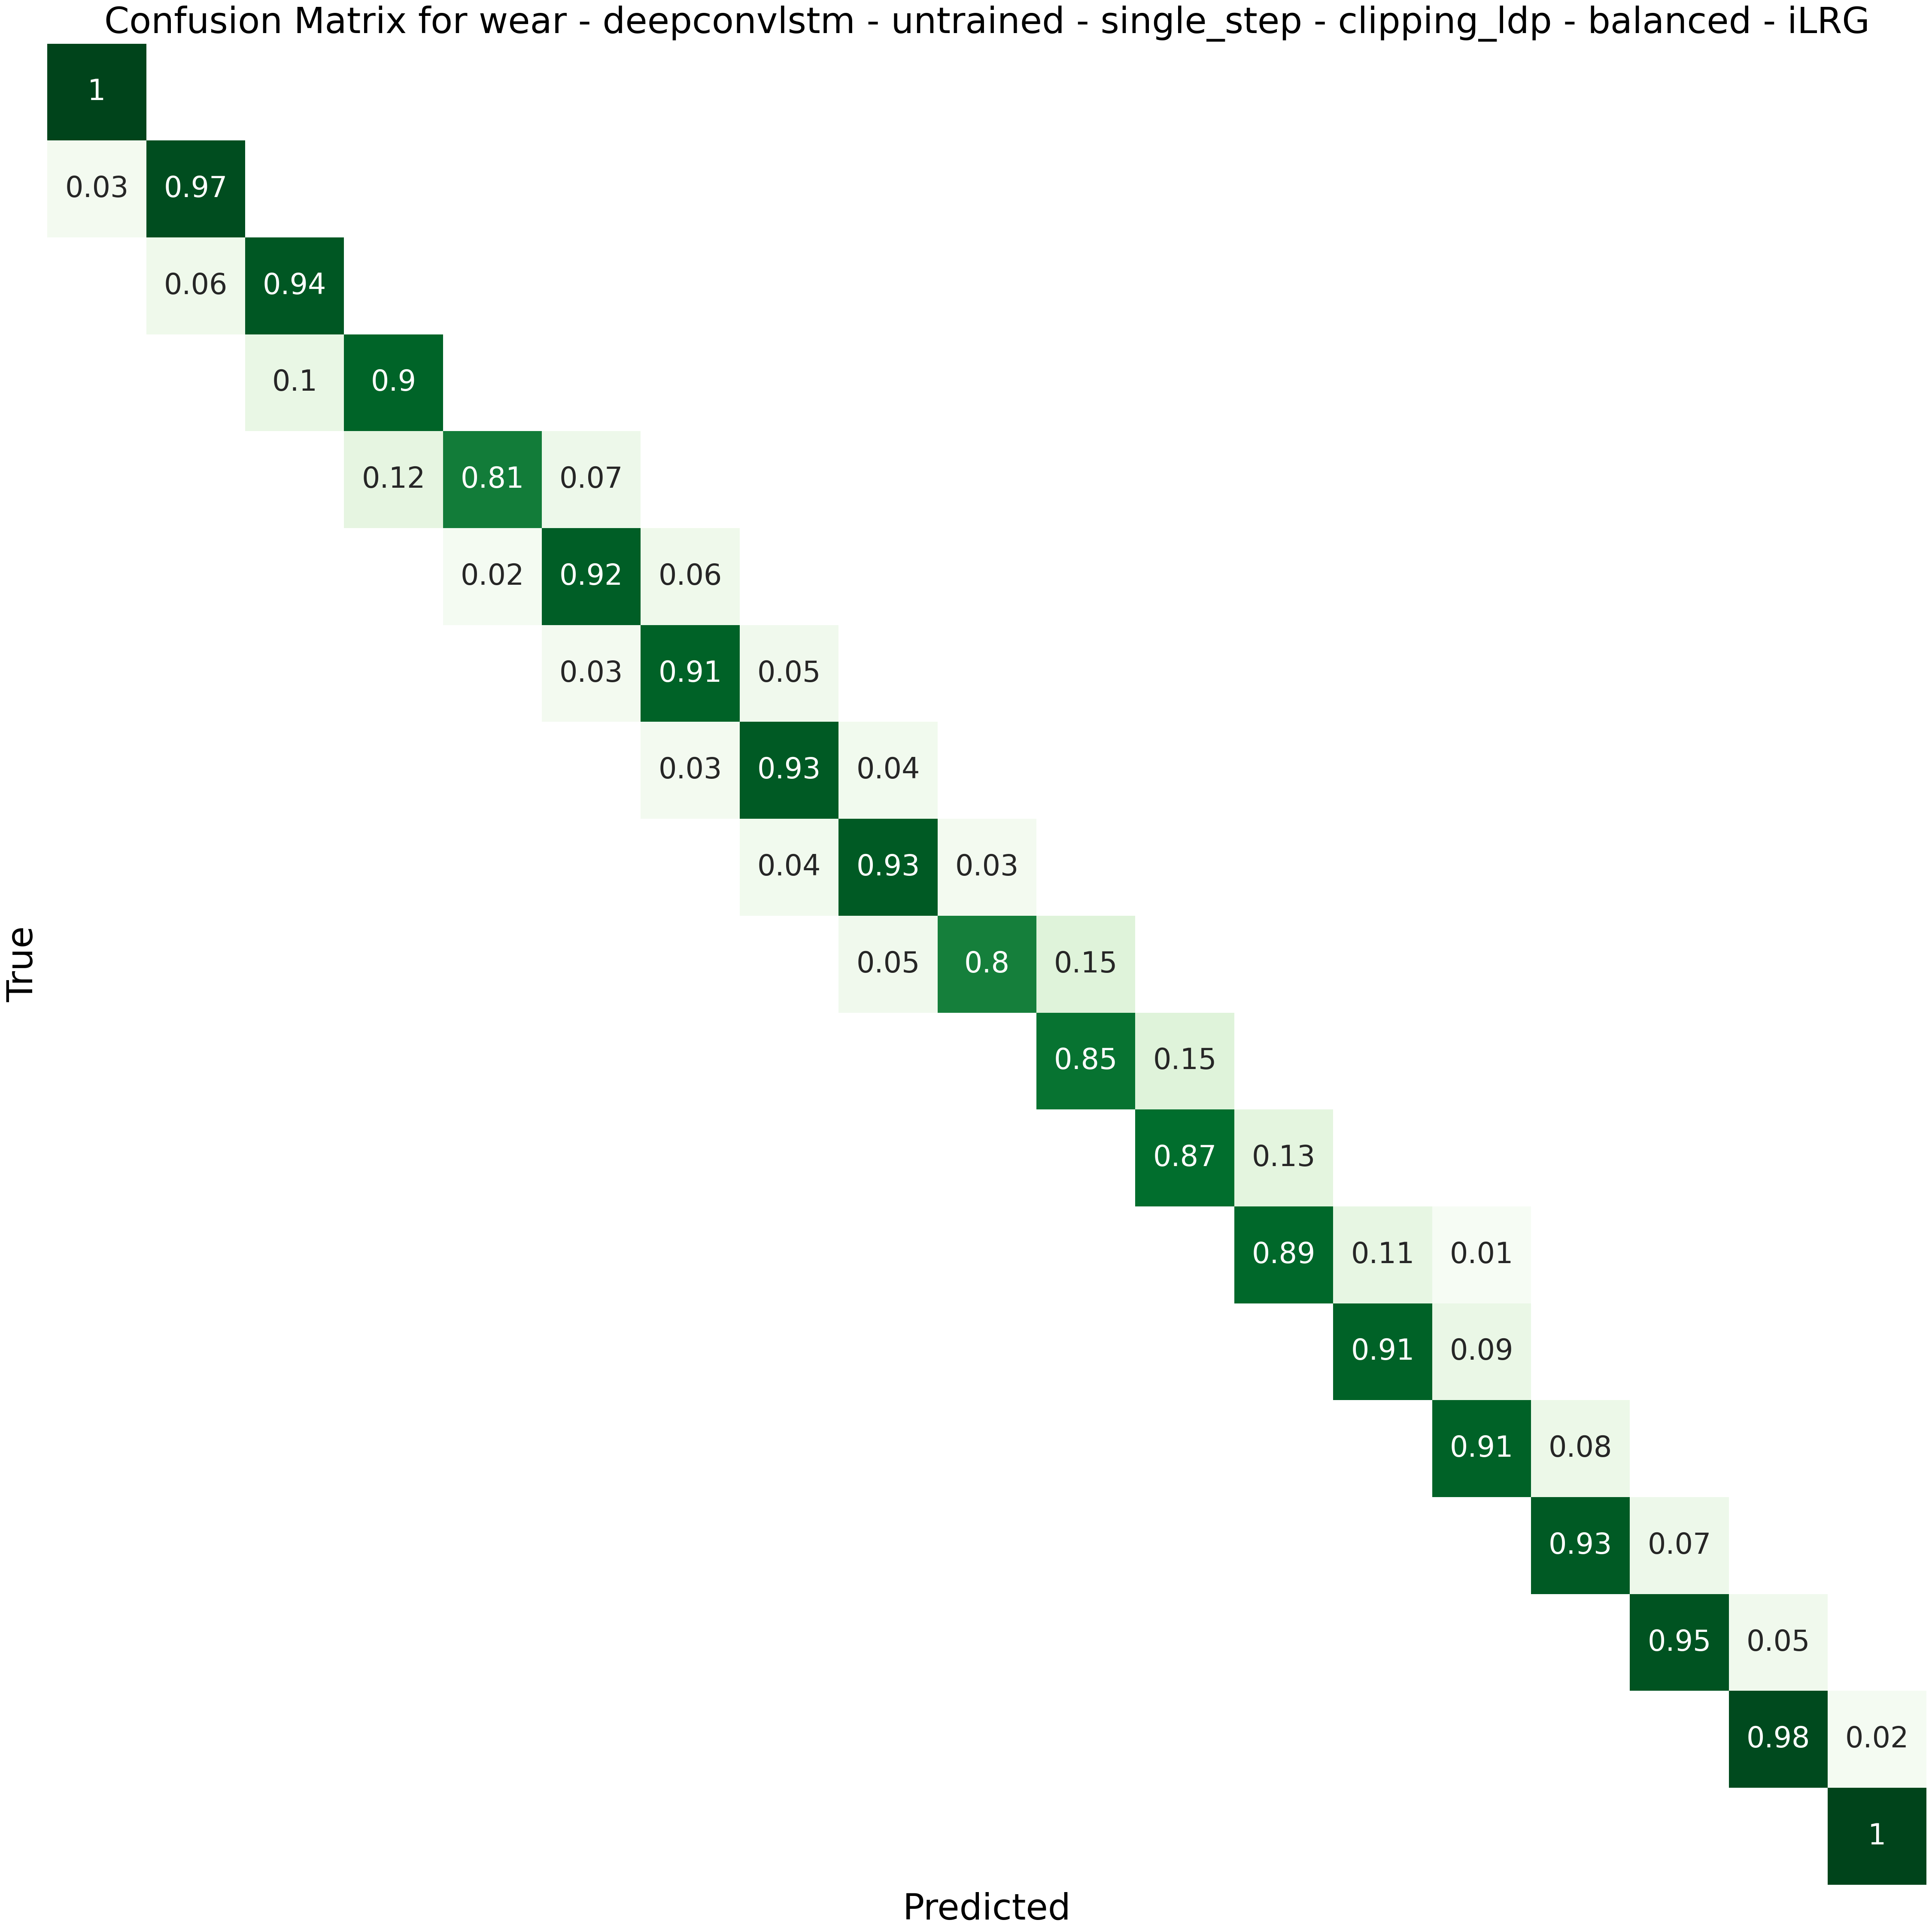 Confusion Matrix for wear - deepconvlstm - untrained - single_step - clipping_ldp - balanced - iLRG
1
0.03 0.97
0.06 0.94
0.1 0.9
0.12 0.81 0.07
0.02 0.92 0.06
0.03 0.91 0.05
0.03 0.93 0.04
0.04 0.93 0.03
0.05 0.8 0.15
0.85 0.15
0.87 0.13
0.89 0.11 0.01
0.91 0.09
0.91 0.08
0.93 0.07
0.95 0.05
0.98 0.02
1
True
Predicted